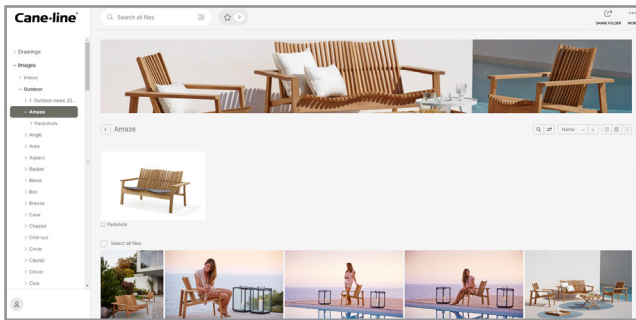 Cane-line®
Search all files
0
SHARE FOLDER
MORE
Drawings
Images
Indoor
Outdoor
1. Outdoor news 20...
Amaze
Packshots
Angle
Area
Aspect
Basket
Blend
Box
Breeze
Cave
Chester
Chill-out
Circle
Classic
Clover
Club
Amaze
Name
Packshots
Select all files